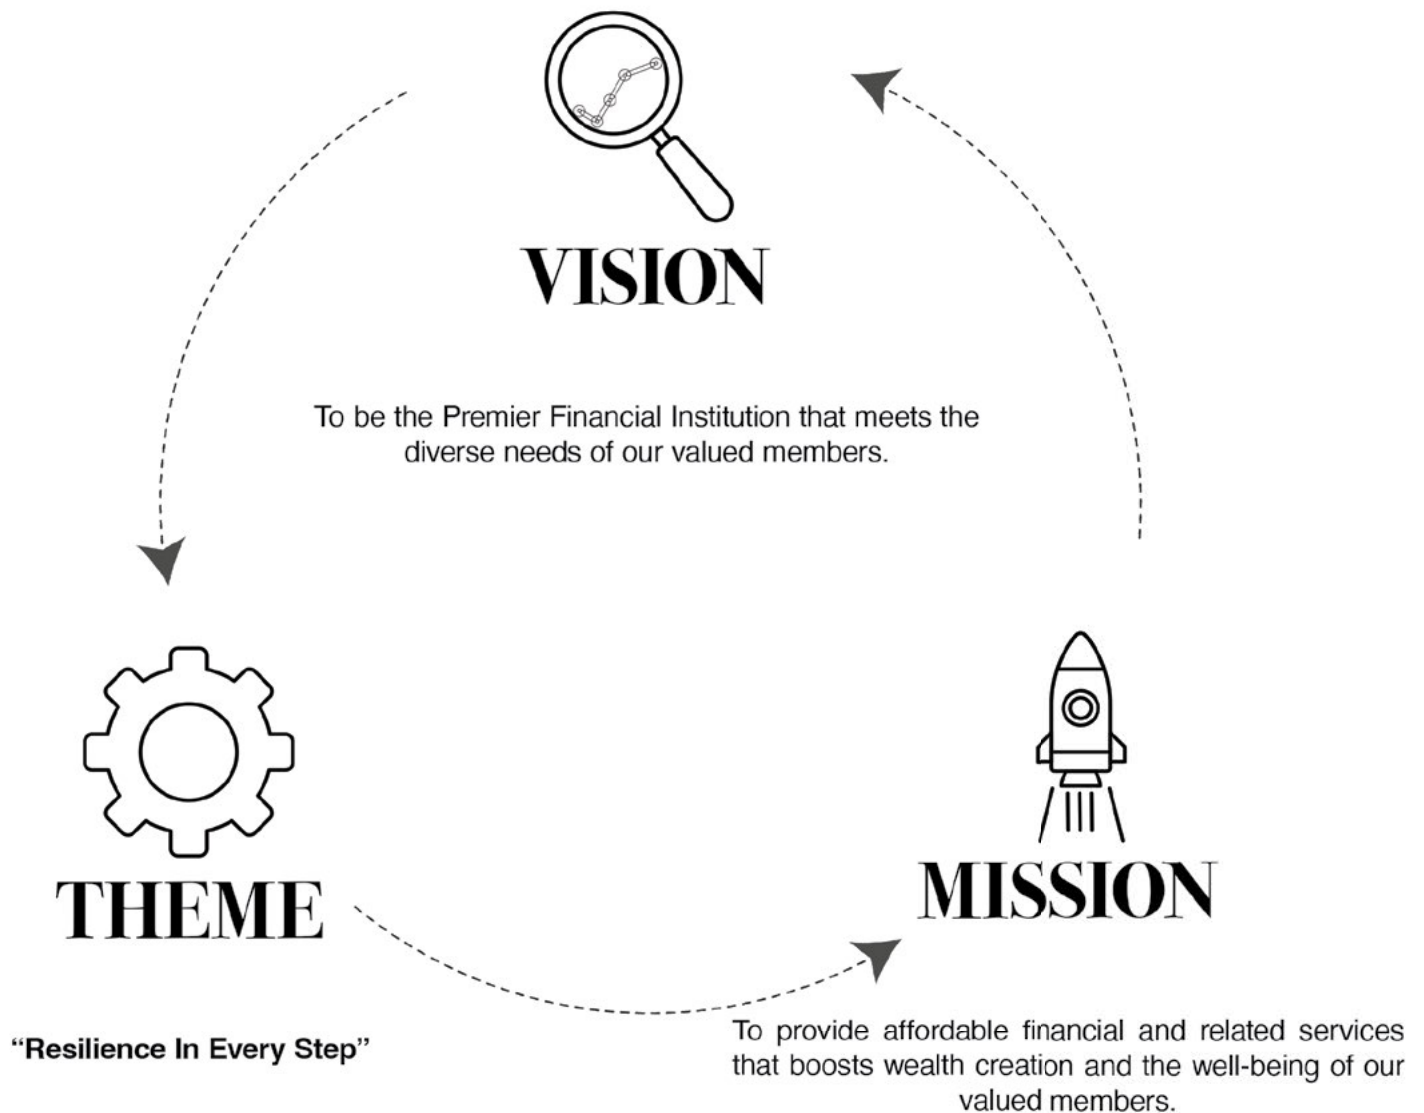 VISION
To be the Premier Financial Institution that meets the
diverse needs of our valued members.
THEME
“Resilience In Every Step”
MISSION
To provide affordable financial and related services
that boosts wealth creation and the well-being of our
valued members.